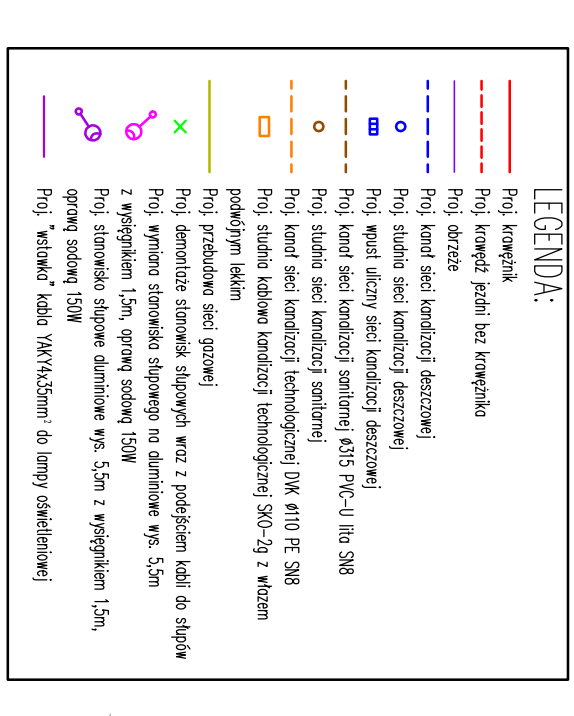 LEGENDA:
Proj. krawężnik
Proj. krawędź jezdni bez krawężnika
Proj. obrzeże
Proj. kanał sieci kanalizacji deszczowej
Proj. studnia sieci kanalizacji deszczowej
Proj. wpust uliczny sieci kanalizacji deszczowej
Proj. kanał sieci kanalizacji sanitarnej ø315 PVC-U lita SN8
Proj. studnia sieci kanalizacji sanitarnej
Proj. kanał sieci kanalizacji technologicznej DVK ø110 PE SN8
Proj. studnia kablowa kanalizacji technologicznej SKO-2g z włazem
podwójnym lekkim
Proj. przebudowa sieci gazowej
Proj. demontaże stanowisk słupowych wraz z podejściem kabli do słupów
Proj. wymiana stanowiska słupowego na aluminiowe wys. 5,5m
z wysięgnikiem 1,5m, oprawą sodową 150W
Proj. stanowisko słupowe aluminiowe wys. 5,5m z wysięgnikiem 1,5m,
oprawą sodową 150W
Proj. "wstawka" kabla YAKY4x35mm² do lampy oświetleniowej